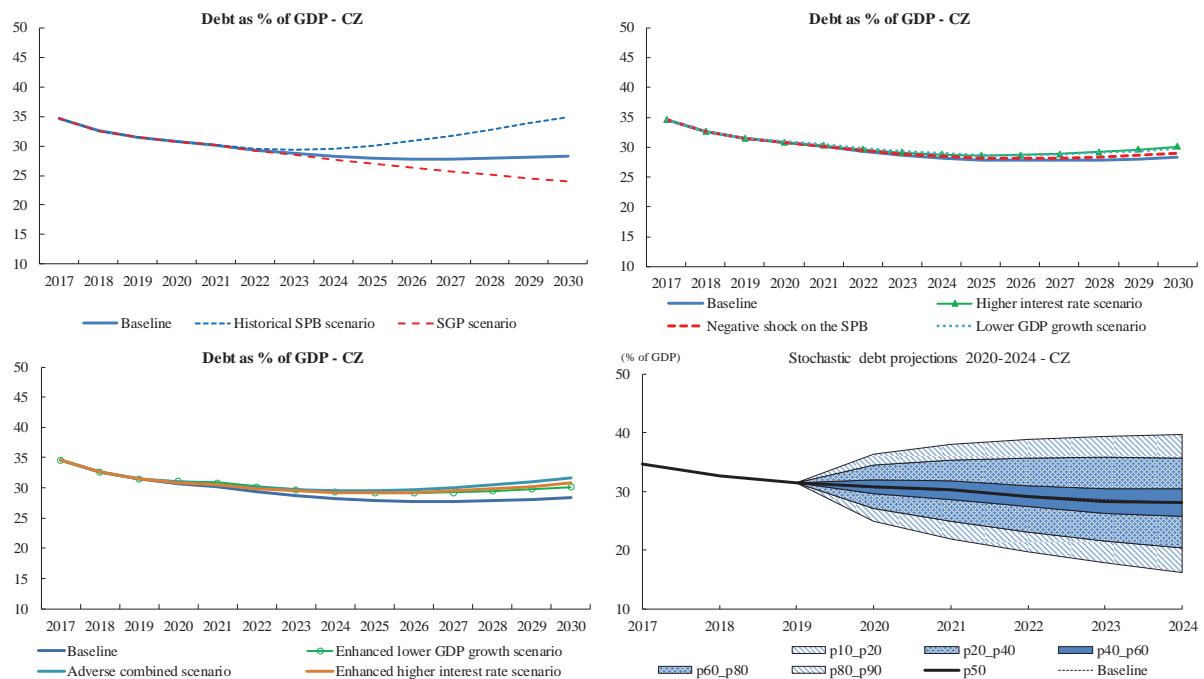 Debt as % of GDP - CZ
50
45
40
35
30
25
20
15
10
2017 2018 2019 2020 2021 2022 2023 2024 2025 2026 2027 2028 2029 2030
Baseline Historical SPB scenario SGP scenario
Debt as % of GDP - CZ
50
45
40
35
30
25
20
15
10
2017 2018 2019 2020 2021 2022 2023 2024 2025 2026 2027 2028 2029 2030
Baseline Higher interest rate scenario
Negative shock on the SPB Lower GDP growth scenario
Debt as % of GDP - CZ
50
45
40
35
30
25
20
15
10
2017 2018 2019 2020 2021 2022 2023 2024 2025 2026 2027 2028 2029 2030
Baseline Enhanced lower GDP growth scenario
Adverse combined scenario Enhanced higher interest rate scenario
(% of GDP) Stochastic debt projections 2020-2024 - CZ
50
40
30
20
10
2017 2018 2019 2020 2021 2022 2023 2024
p10_p20 p20_p40 p40_p60
p60_p80 p80_p90 p50 Baseline